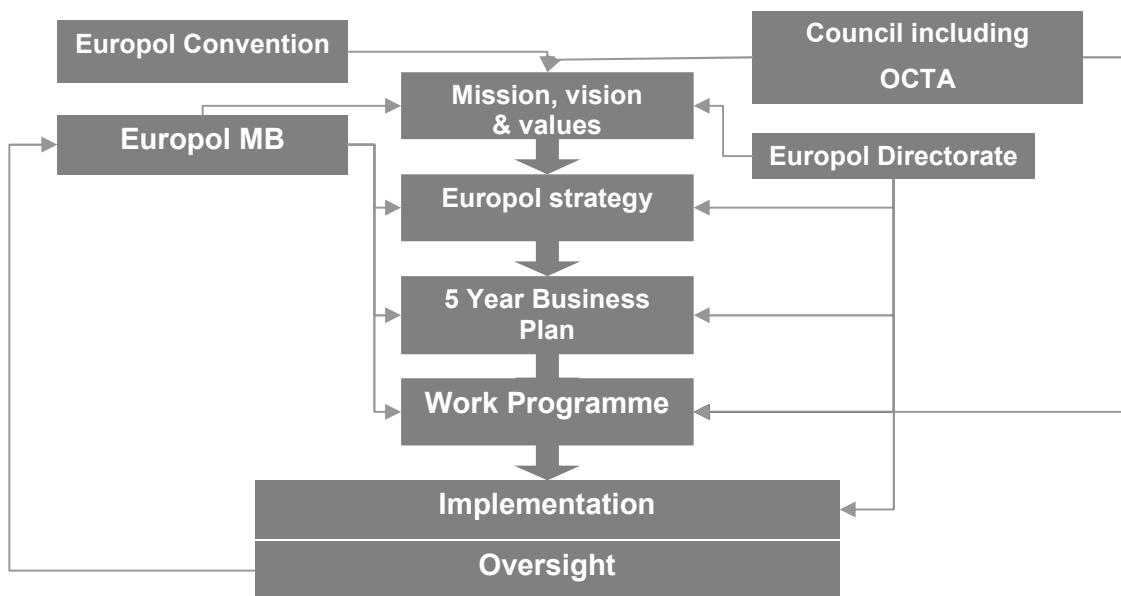 Europol Convention
Council including
OCTA
Mission, vision
& values
Europol MB
Europol Directorate
Europol strategy
5 Year Business
Plan
Work Programme
Implementation
Oversight